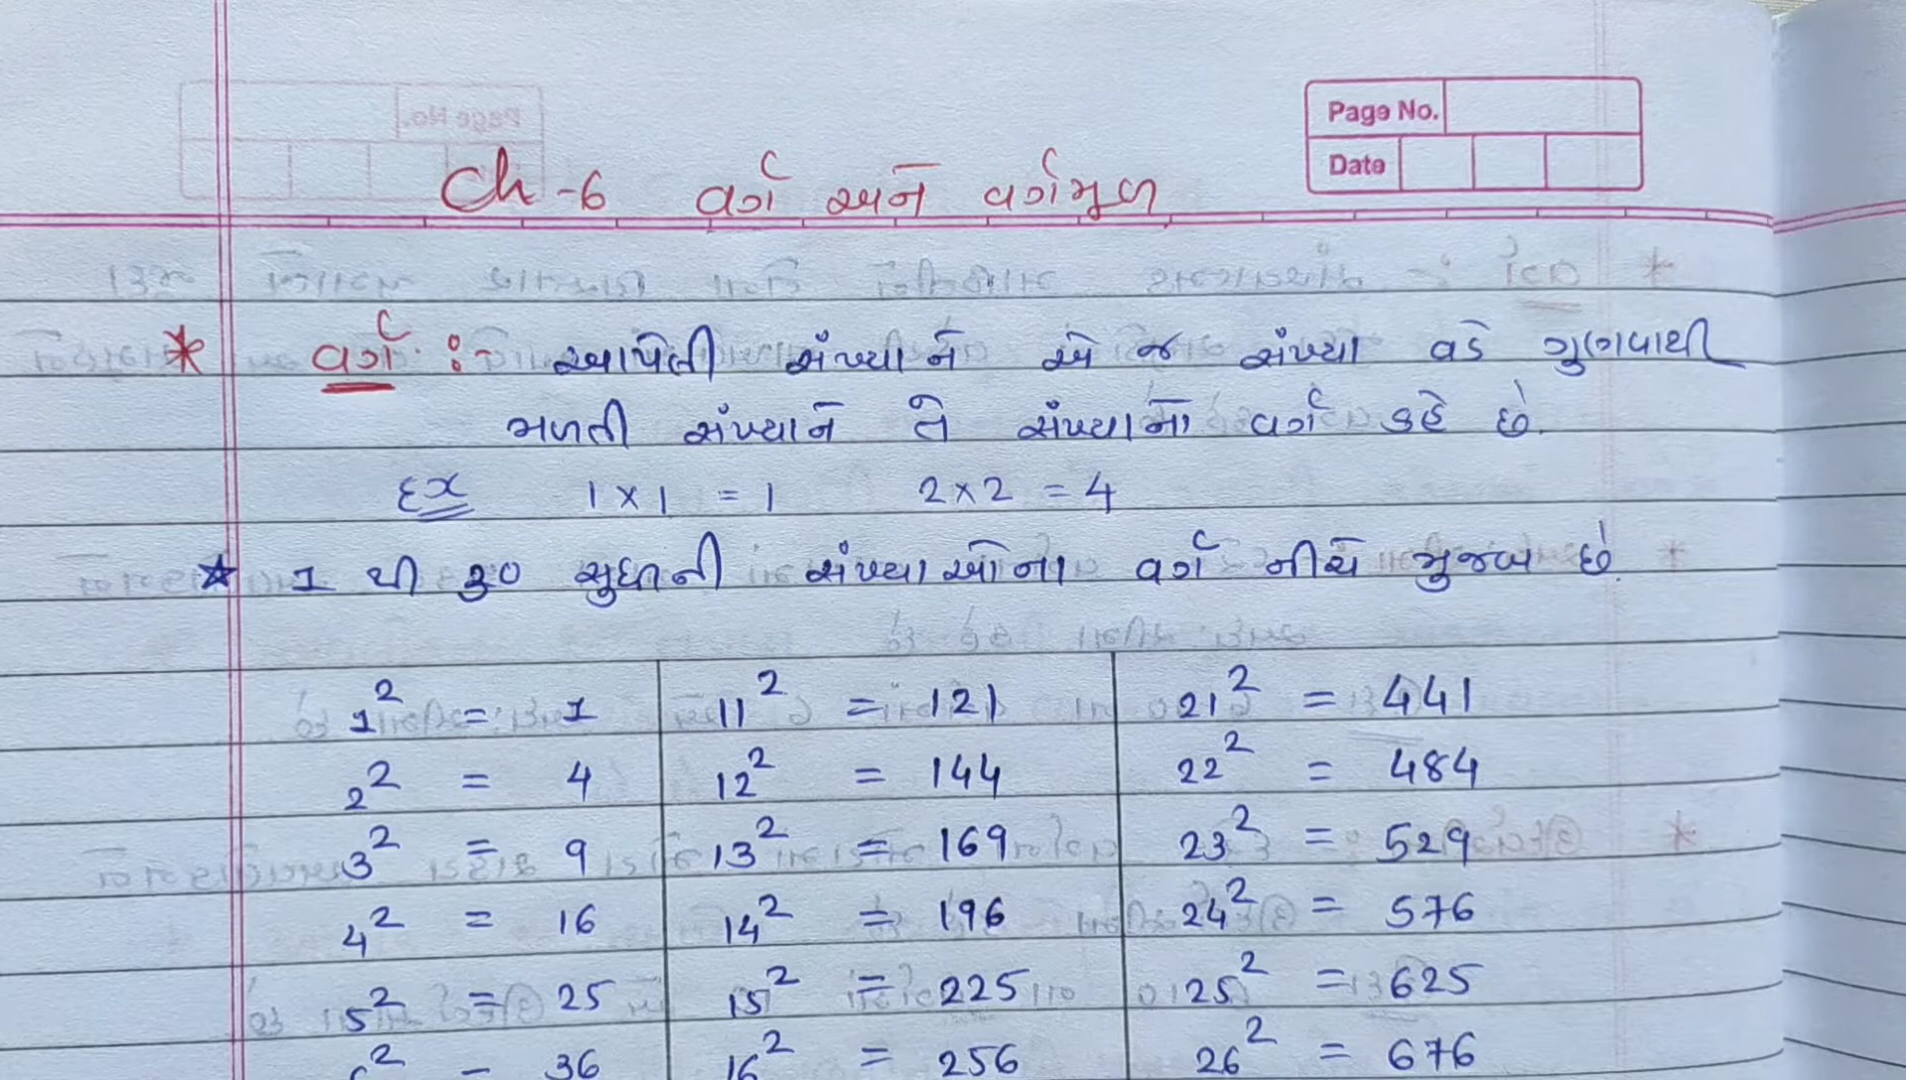 Page No.
Date
Ch-6 વર્ગ અને વર્ગમૂળ
* વર્ગ :- આપેલી સંખ્યાને એ જ સંખ્યા વડે ગુણવાથી
મળતી સંખ્યાને તે સંખ્યાનો વર્ગ કહે છે.
Ex 1 x 1 = 1 2 x 2 = 4
★ 1 થી 30 સુધીની સંખ્યાઓના વર્ગ નીચે મુજબ છે.
1² = 1 11² = 121 21² = 441
2² = 4 12² = 144 22² = 484
3² = 9 13² = 169 23² = 529
4² = 16 14² = 196 24² = 576
5² = 25 15² = 225 25² = 625
6² = 36 16² = 256 26² = 676